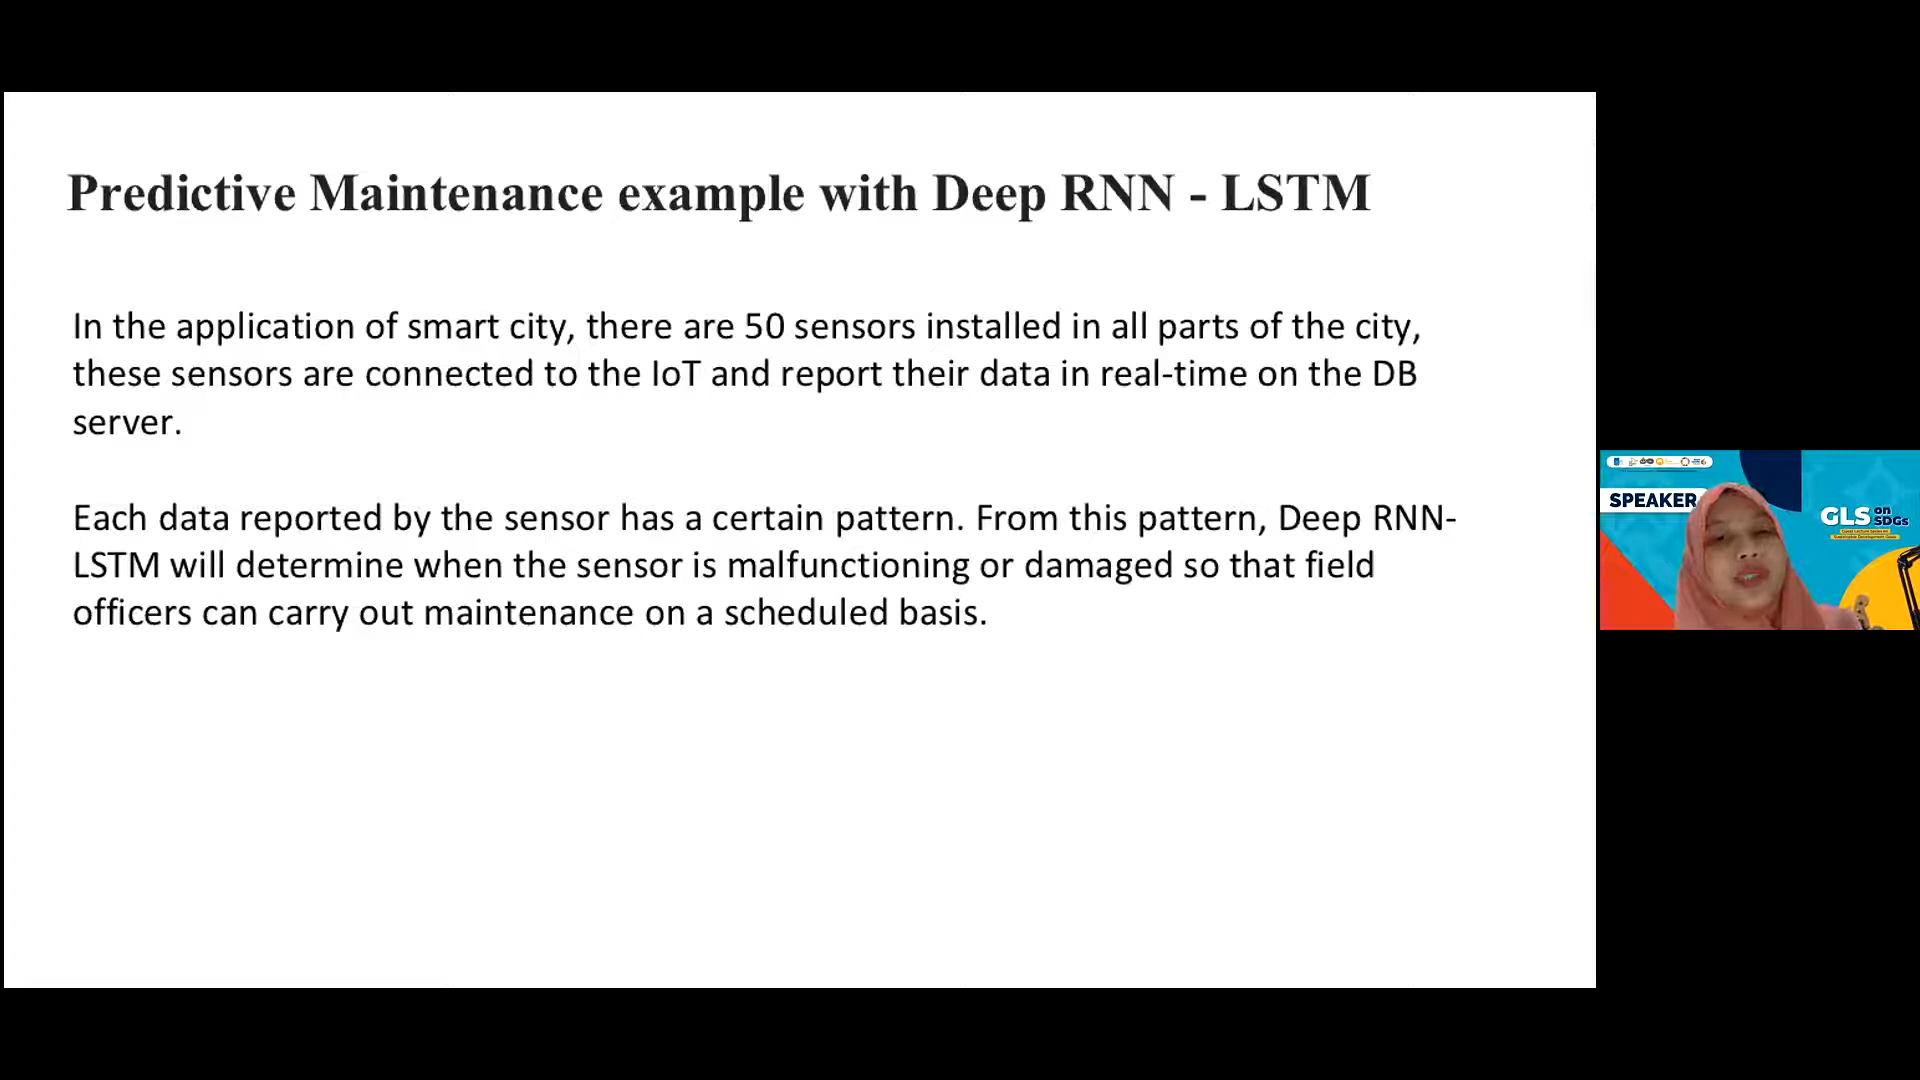 Predictive Maintenance example with Deep RNN - LSTM
In the application of smart city, there are 50 sensors installed in all parts of the city,
these sensors are connected to the IoT and report their data in real-time on the DB
server.
Each data reported by the sensor has a certain pattern. From this pattern, Deep RNN-
LSTM will determine when the sensor is malfunctioning or damaged so that field
officers can carry out maintenance on a scheduled basis.
SPEAKER
GLS on SDGs